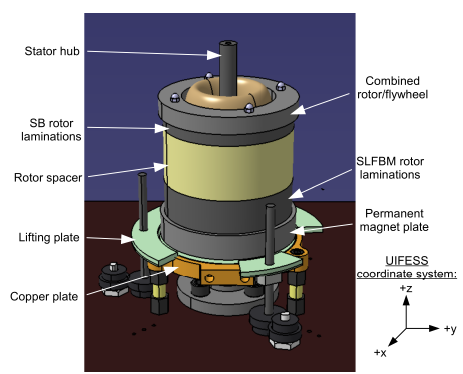 Stator hub
Combined
rotor/flywheel
SB rotor
laminations
SLFBM rotor
laminations
Rotor spacer
Permanent
magnet plate
Lifting plate
UIFESS
coordinate system:
Copper plate
+z
+y
+x